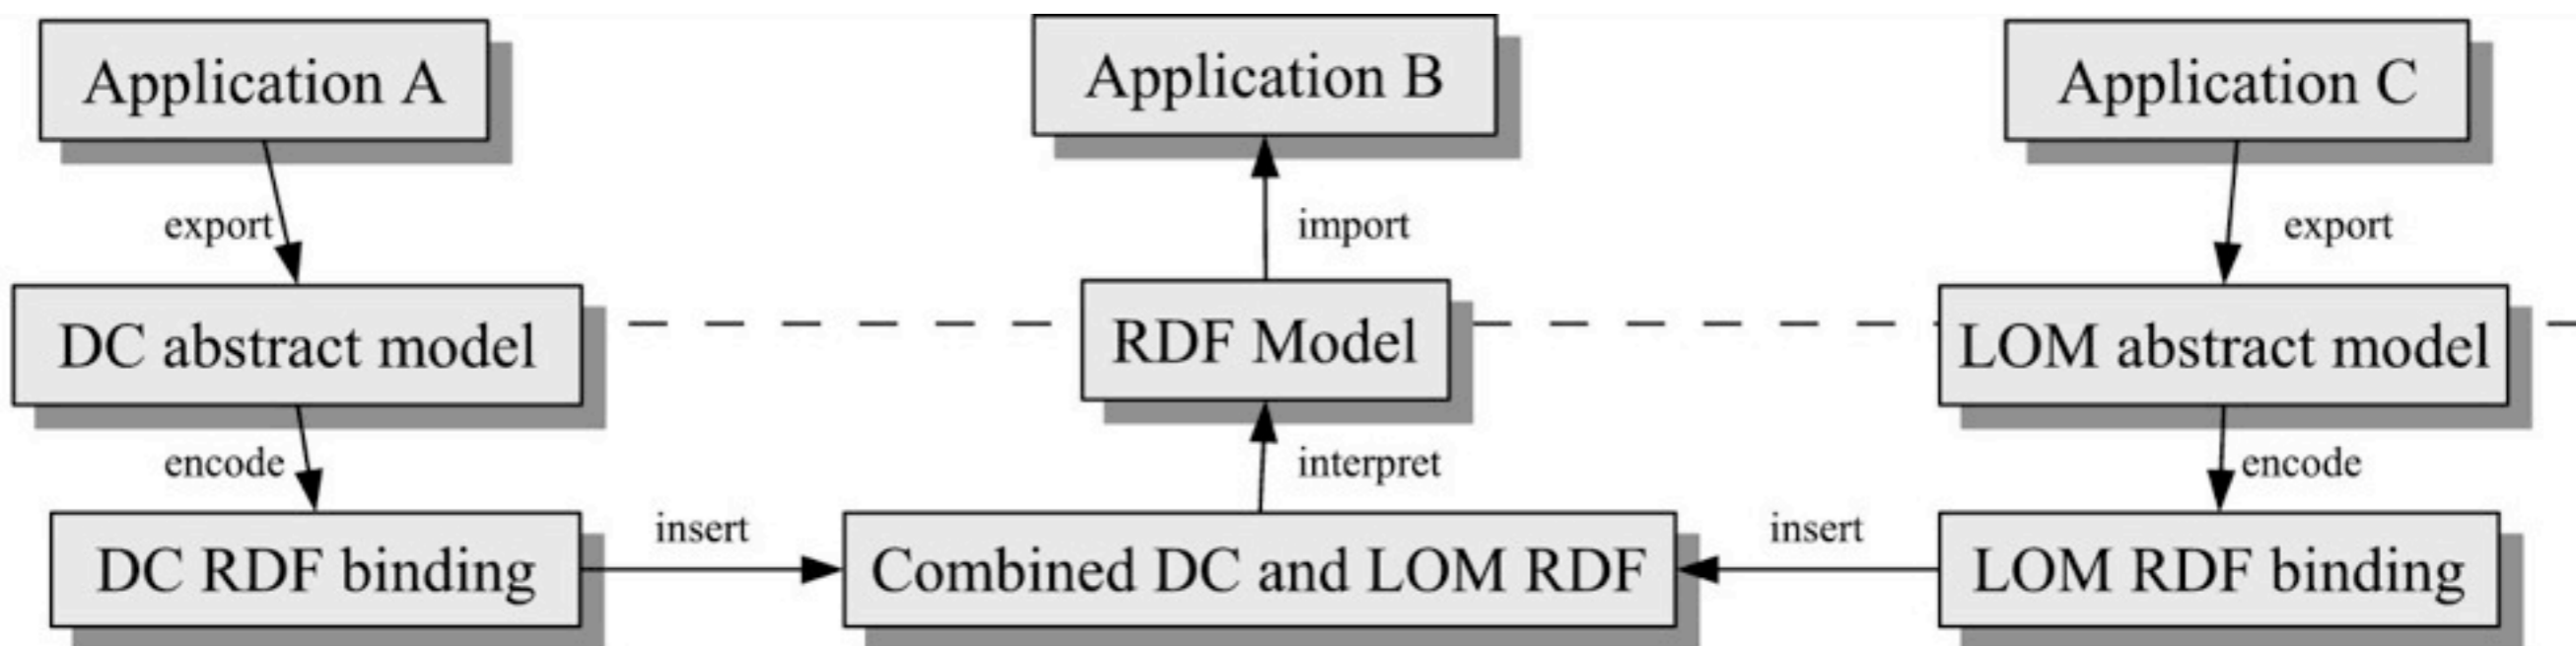 Application A
Application B
Application C
export
import
export
DC abstract model
RDF Model
LOM abstract model
encode
interpret
encode
DC RDF binding
insert
Combined DC and LOM RDF
insert
LOM RDF binding